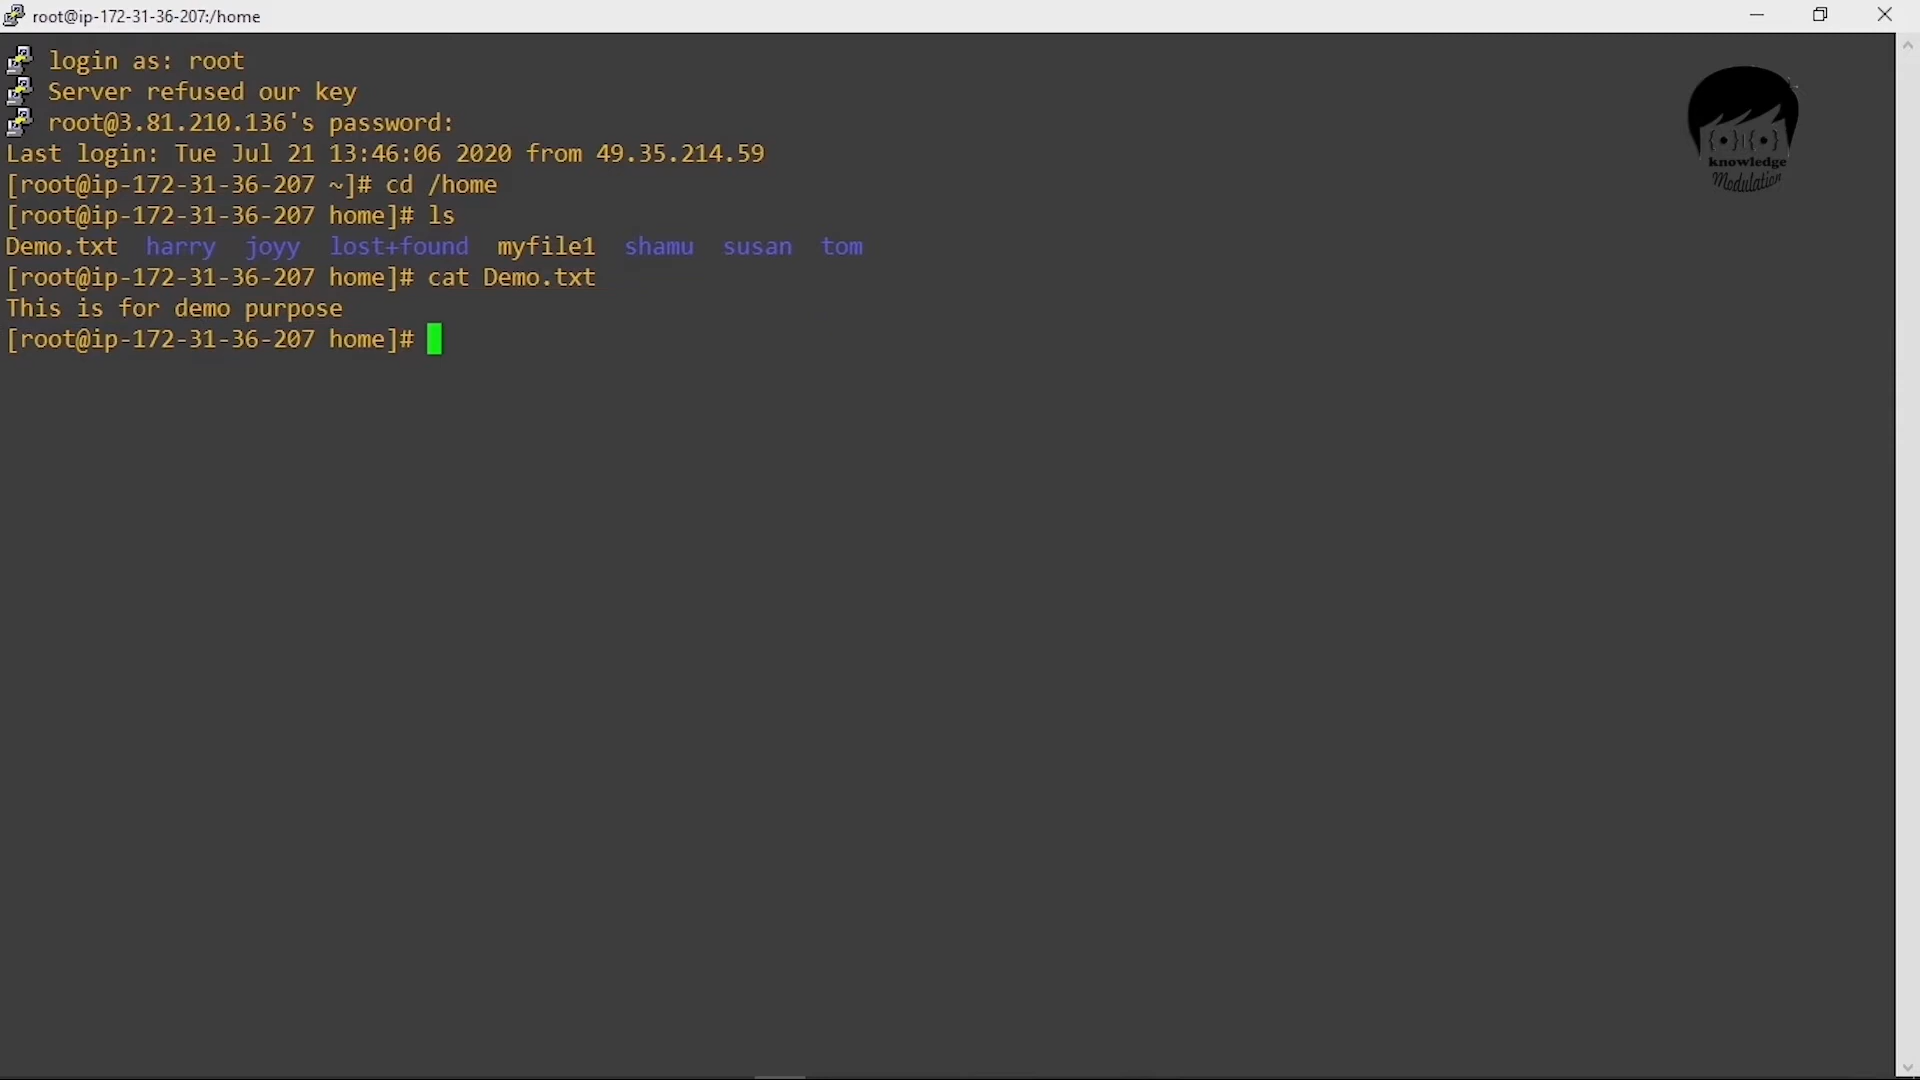 root@ip-172-31-36-207:/home
login as: root
Server refused our key
root@3.81.210.136's password:
Last login: Tue Jul 21 13:46:06 2020 from 49.35.214.59
[root@ip-172-31-36-207 ~]# cd /home
[root@ip-172-31-36-207 home]# ls
Demo.txt  harry  joyy  lost+found  myfile1  shamu  susan  tom
[root@ip-172-31-36-207 home]# cat Demo.txt
This is for demo purpose
[root@ip-172-31-36-207 home]#
knowledge
Modulation